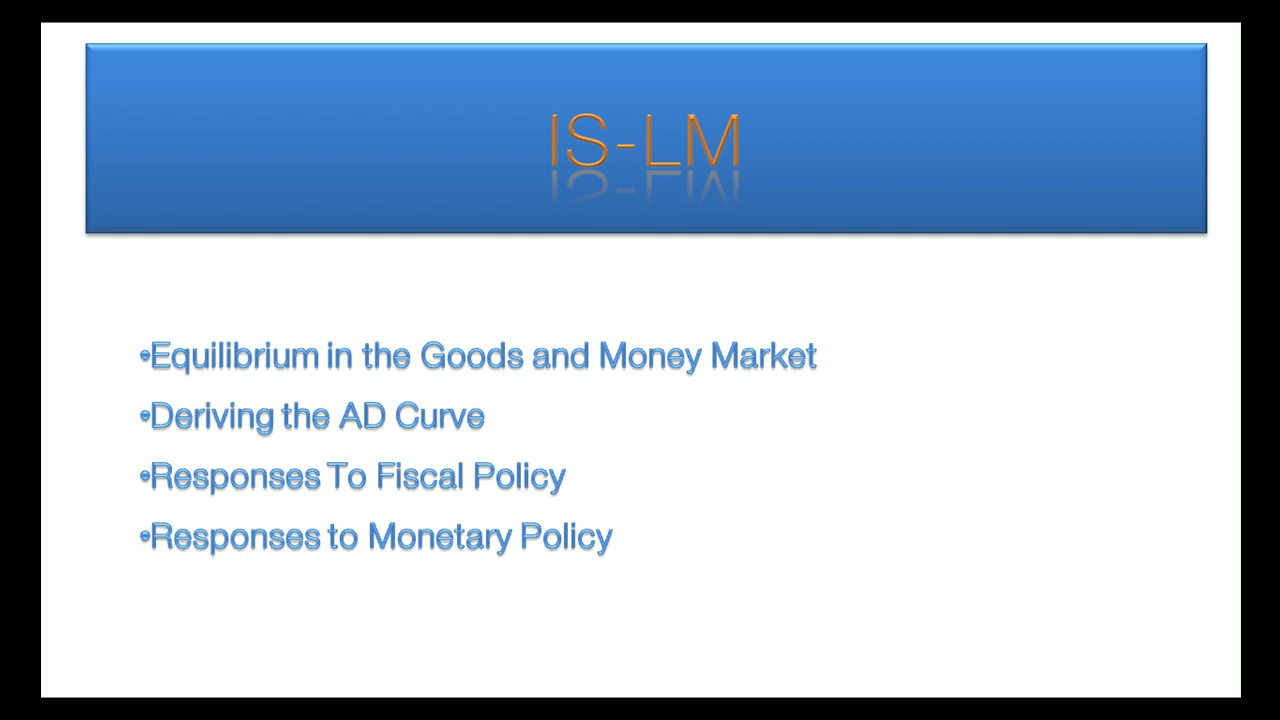 IS-LM
•Equilibrium in the Goods and Money Market
•Deriving the AD Curve
•Responses To Fiscal Policy
•Responses to Monetary Policy